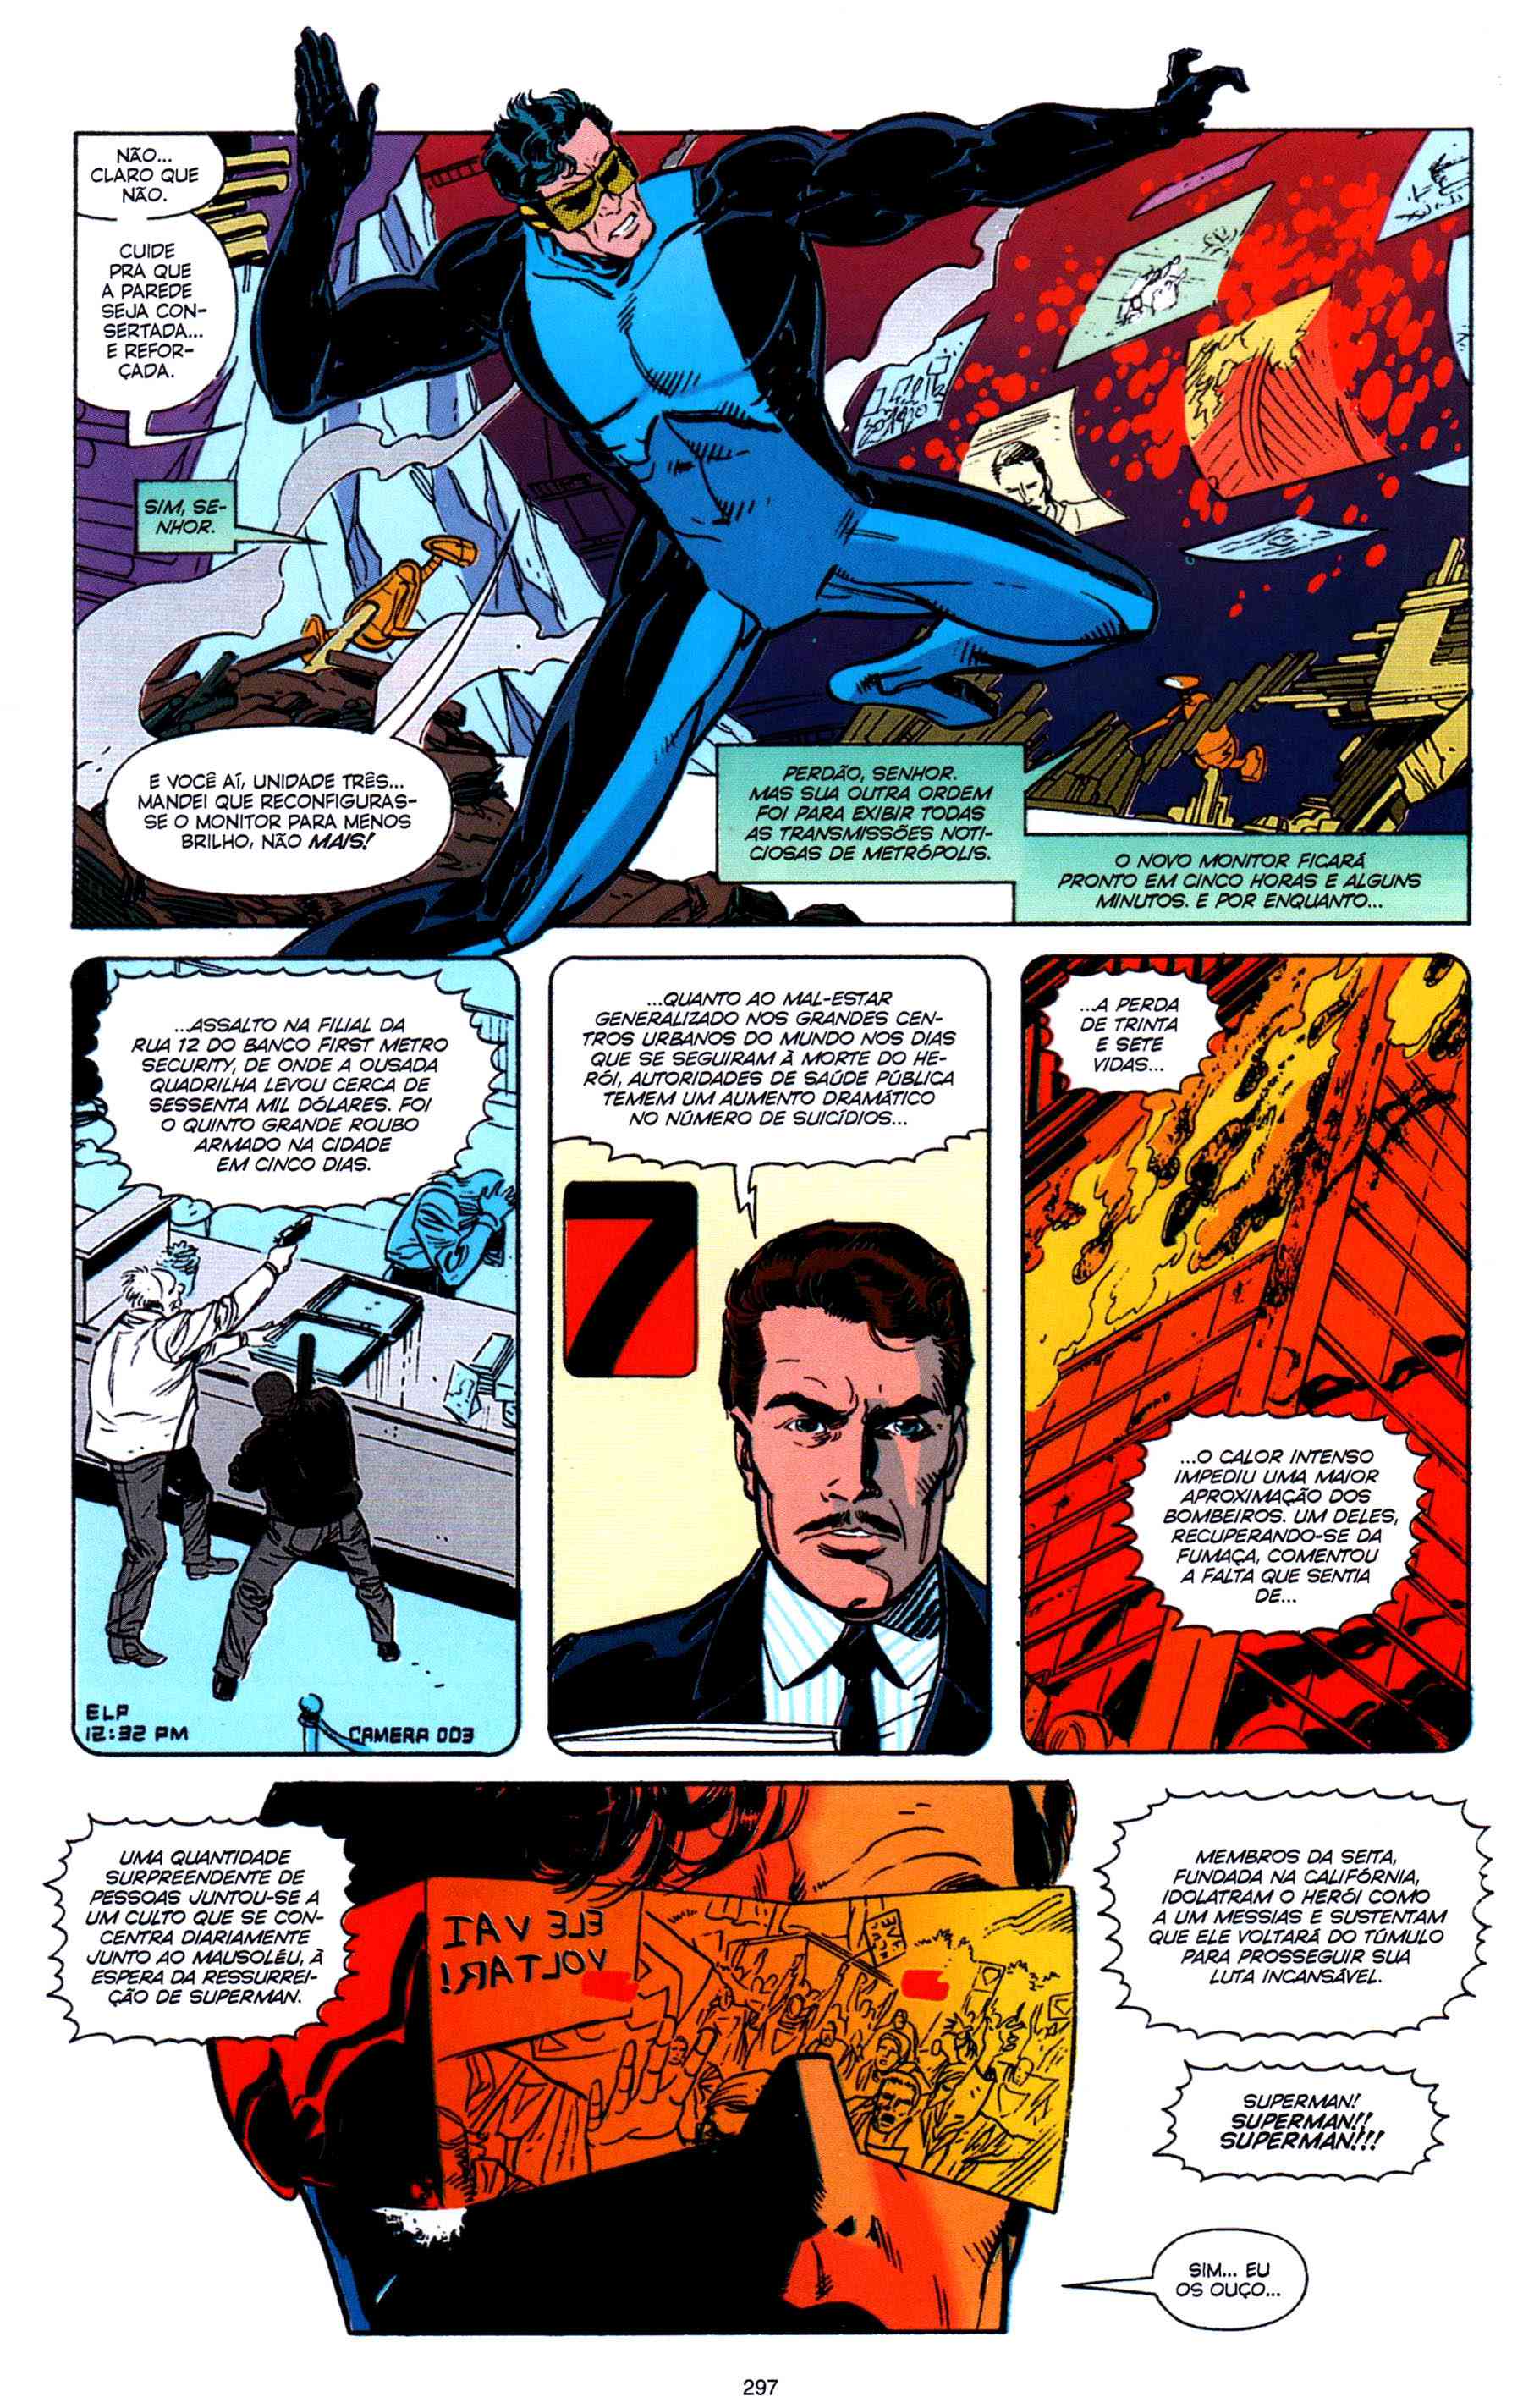 NÃO...
CLARO QUE
NÃO.
CUIDE
PRA QUE
A PAREDE
SEJA CON-
SERTADA...
E REFOR-
ÇADA.
SIM, SE-
NHOR.
E VOCÊ AÍ, UNIDADE TRÊS...
MANDEI QUE RECONFIGURAS-
SE O MONITOR PARA MENOS
BRILHO, NÃO MAIS!
PERDÃO, SENHOR.
MAS SUA OUTRA ORDEM
FOI PARA EXIBIR TODAS
AS TRANSMISSÕES NOTI-
CIOSAS DE METRÓPOLIS.
O NOVO MONITOR FICARÁ
PRONTO EM CINCO HORAS E ALGUNS
MINUTOS. E POR ENQUANTO...
...ASSALTO NA FILIAL DA
RUA 12 DO BANCO FIRST METRO
SECURITY, DE ONDE A OUSADA
QUADRILHA LEVOU CERCA DE
SESSENTA MIL DÓLARES. FOI
O QUINTO GRANDE ROUBO
ARMADO NA CIDADE
EM CINCO DIAS.
ELP
12:32 PM
CAMERA 003
...QUANTO AO MAL-ESTAR
GENERALIZADO NOS GRANDES CEN-
TROS URBANOS DO MUNDO NOS DIAS
QUE SE SEGUIRAM À MORTE DO HE-
RÓI, AUTORIDADES DE SAÚDE PÚBLICA
TEMEM UM AUMENTO DRAMÁTICO
NO NÚMERO DE SUICÍDIOS...
7
...A PERDA
DE TRINTA
E SETE
VIDAS...
...O CALOR INTENSO
IMPEDIU UMA MAIOR
APROXIMAÇÃO DOS
BOMBEIROS. UM DELES,
RECUPERANDO-SE DA
FUMAÇA, COMENTOU
A FALTA QUE SENTIA
DE...
UMA QUANTIDADE
SURPREENDENTE DE
PESSOAS JUNTOU-SE A
UM CULTO QUE SE CON-
CENTRA DIARIAMENTE
JUNTO AO MAUSOLÉU, À
ESPERA DA RESSURREI-
ÇÃO DE SUPERMAN.
ELE VAI
VOLTAR!
MEMBROS DA SEITA,
FUNDADA NA CALIFÓRNIA,
IDOLATRAM O HERÓI COMO
A UM MESSIAS E SUSTENTAM
QUE ELE VOLTARÁ DO TÚMULO
PARA PROSSEGUIR SUA
LUTA INCANSÁVEL.
SUPERMAN!
SUPERMAN!!
SUPERMAN!!!
SIM... EU
OS OUÇO...
297